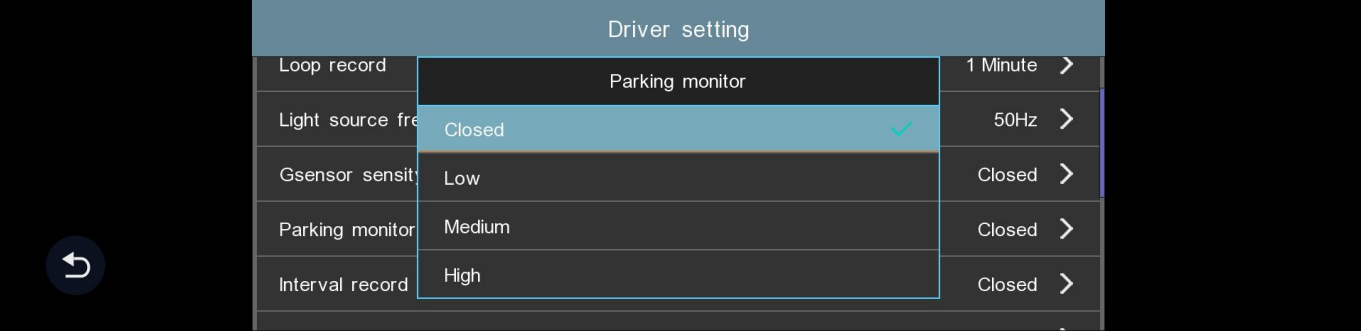 Driver setting
Loop record 1 Minute
Parking monitor
Light source fre 50Hz
Closed
Gsensor sensity Closed
Low
Parking monitor Closed
Medium
Interval record Closed
High